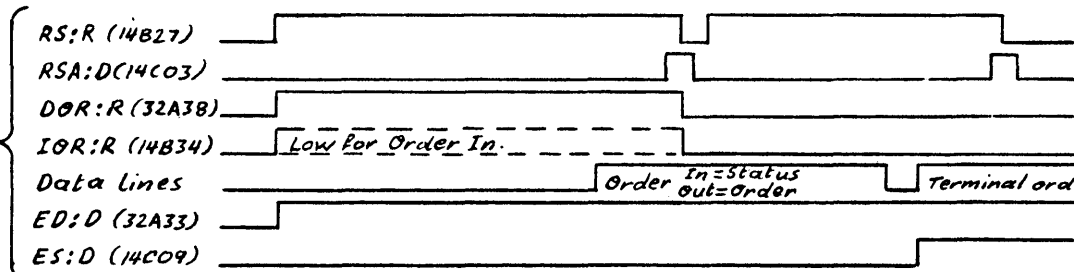 RS:R (14B27)
RSA:D(14C03)
DOR:R (32A38)
IOR:R (14B34) Low for Order In.
Data lines Order In=Status Out=Order Terminal ord
ED:D (32A33)
ES:D (14C09)